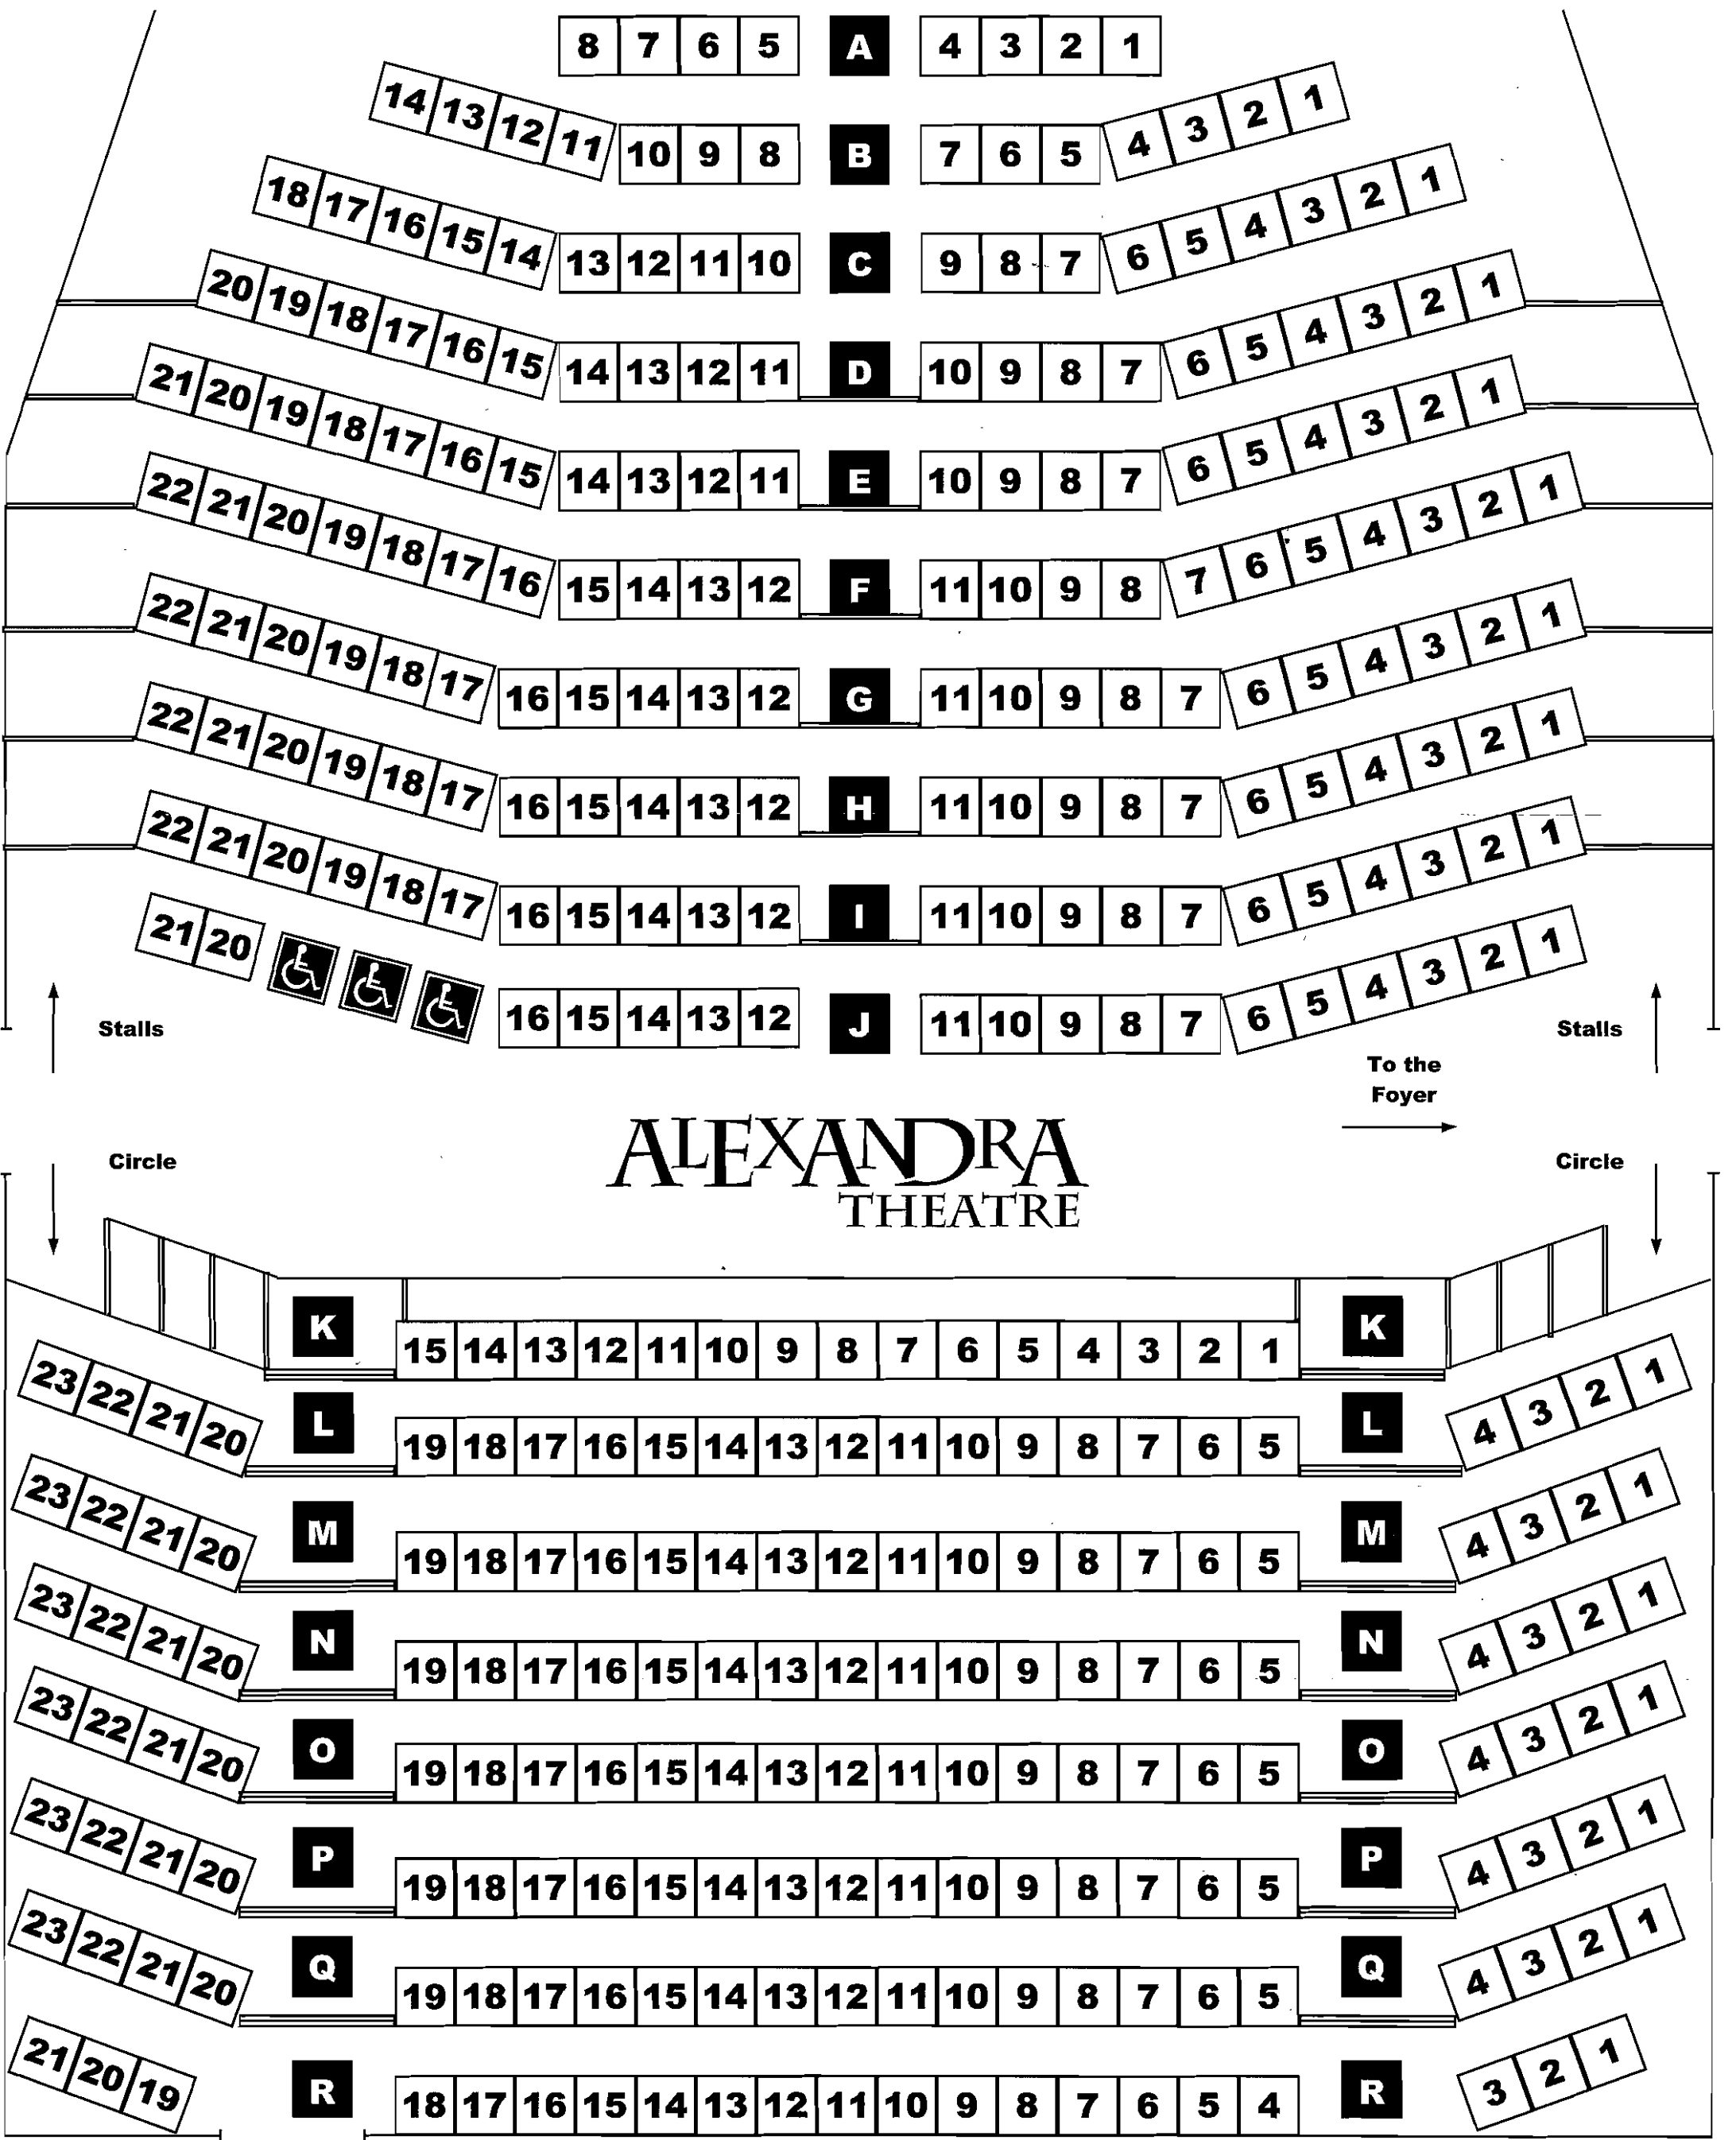 8 7 6 5 A 4 3 2 1
14 13 12 11 10 9 8 B 7 6 5 4 3 2 1
18 17 16 15 14 13 12 11 10 C 9 8 7 6 5 4 3 2 1
20 19 18 17 16 15 14 13 12 11 D 10 9 8 7 6 5 4 3 2 1
21 20 19 18 17 16 15 14 13 12 11 E 10 9 8 7 6 5 4 3 2 1
22 21 20 19 18 17 16 15 14 13 12 F 11 10 9 8 7 6 5 4 3 2 1
22 21 20 19 18 17 16 15 14 13 12 G 11 10 9 8 7 6 5 4 3 2 1
22 21 20 19 18 17 16 15 14 13 12 H 11 10 9 8 7 6 5 4 3 2 1
22 21 20 19 18 17 16 15 14 13 12 I 11 10 9 8 7 6 5 4 3 2 1
21 20 16 15 14 13 12 J 11 10 9 8 7 6 5 4 3 2 1
Stalls
Stalls
To the
Foyer
ALEXANDRA
THEATRE
Circle
Circle
K 15 14 13 12 11 10 9 8 7 6 5 4 3 2 1 K
23 22 21 20 L 19 18 17 16 15 14 13 12 11 10 9 8 7 6 5 L 4 3 2 1
23 22 21 20 M 19 18 17 16 15 14 13 12 11 10 9 8 7 6 5 M 4 3 2 1
23 22 21 20 N 19 18 17 16 15 14 13 12 11 10 9 8 7 6 5 N 4 3 2 1
23 22 21 20 O 19 18 17 16 15 14 13 12 11 10 9 8 7 6 5 O 4 3 2 1
23 22 21 20 P 19 18 17 16 15 14 13 12 11 10 9 8 7 6 5 P 4 3 2 1
23 22 21 20 Q 19 18 17 16 15 14 13 12 11 10 9 8 7 6 5 Q 4 3 2 1
21 20 19 R 18 17 16 15 14 13 12 11 10 9 8 7 6 5 4 R 3 2 1